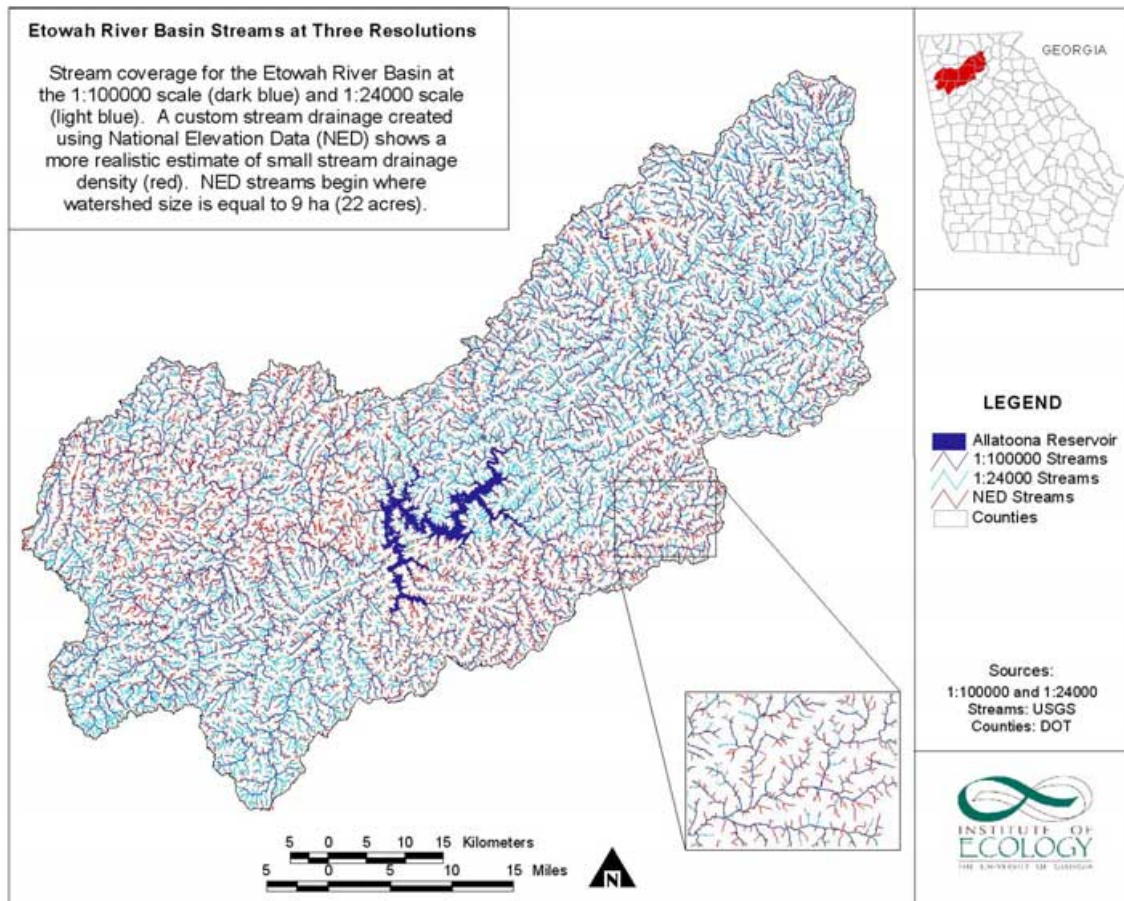 Etowah River Basin Streams at Three Resolutions
Stream coverage for the Etowah River Basin at
the 1:100000 scale (dark blue) and 1:24000 scale
(light blue). A custom stream drainage created
using National Elevation Data (NED) shows a
more realistic estimate of small stream drainage
density (red). NED streams begin where
watershed size is equal to 9 ha (22 acres).
GEORGIA
LEGEND
Allatoona Reservoir
1:100000 Streams
1:24000 Streams
NED Streams
Counties
Sources:
1:100000 and 1:24000
Streams: USGS
Counties: DOT
INSTITUTE OF
ECOLOGY
THE UNIVERSITY OF GEORGIA
5 0 5 10 15 Kilometers
5 0 5 10 15 Miles
N